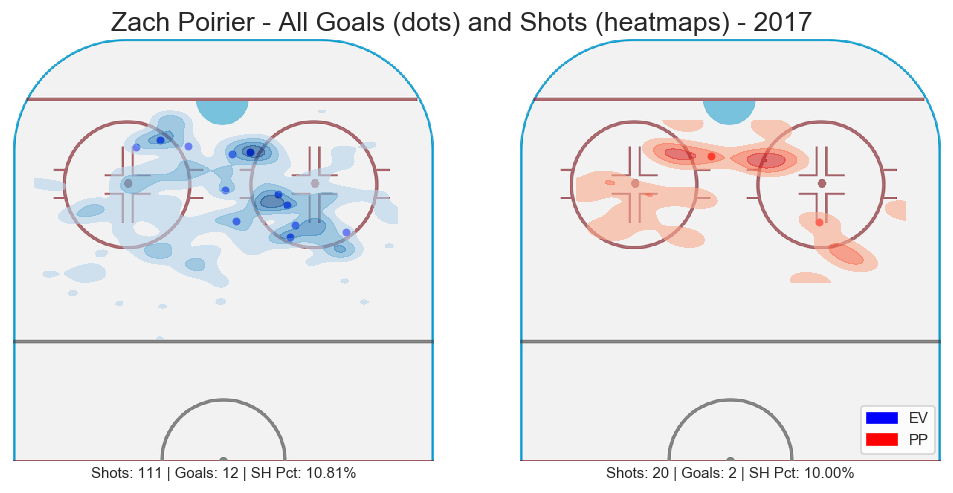 Zach Poirier - All Goals (dots) and Shots (heatmaps) - 2017
EV
PP
Shots: 111 | Goals: 12 | SH Pct: 10.81%
Shots: 20 | Goals: 2 | SH Pct: 10.00%